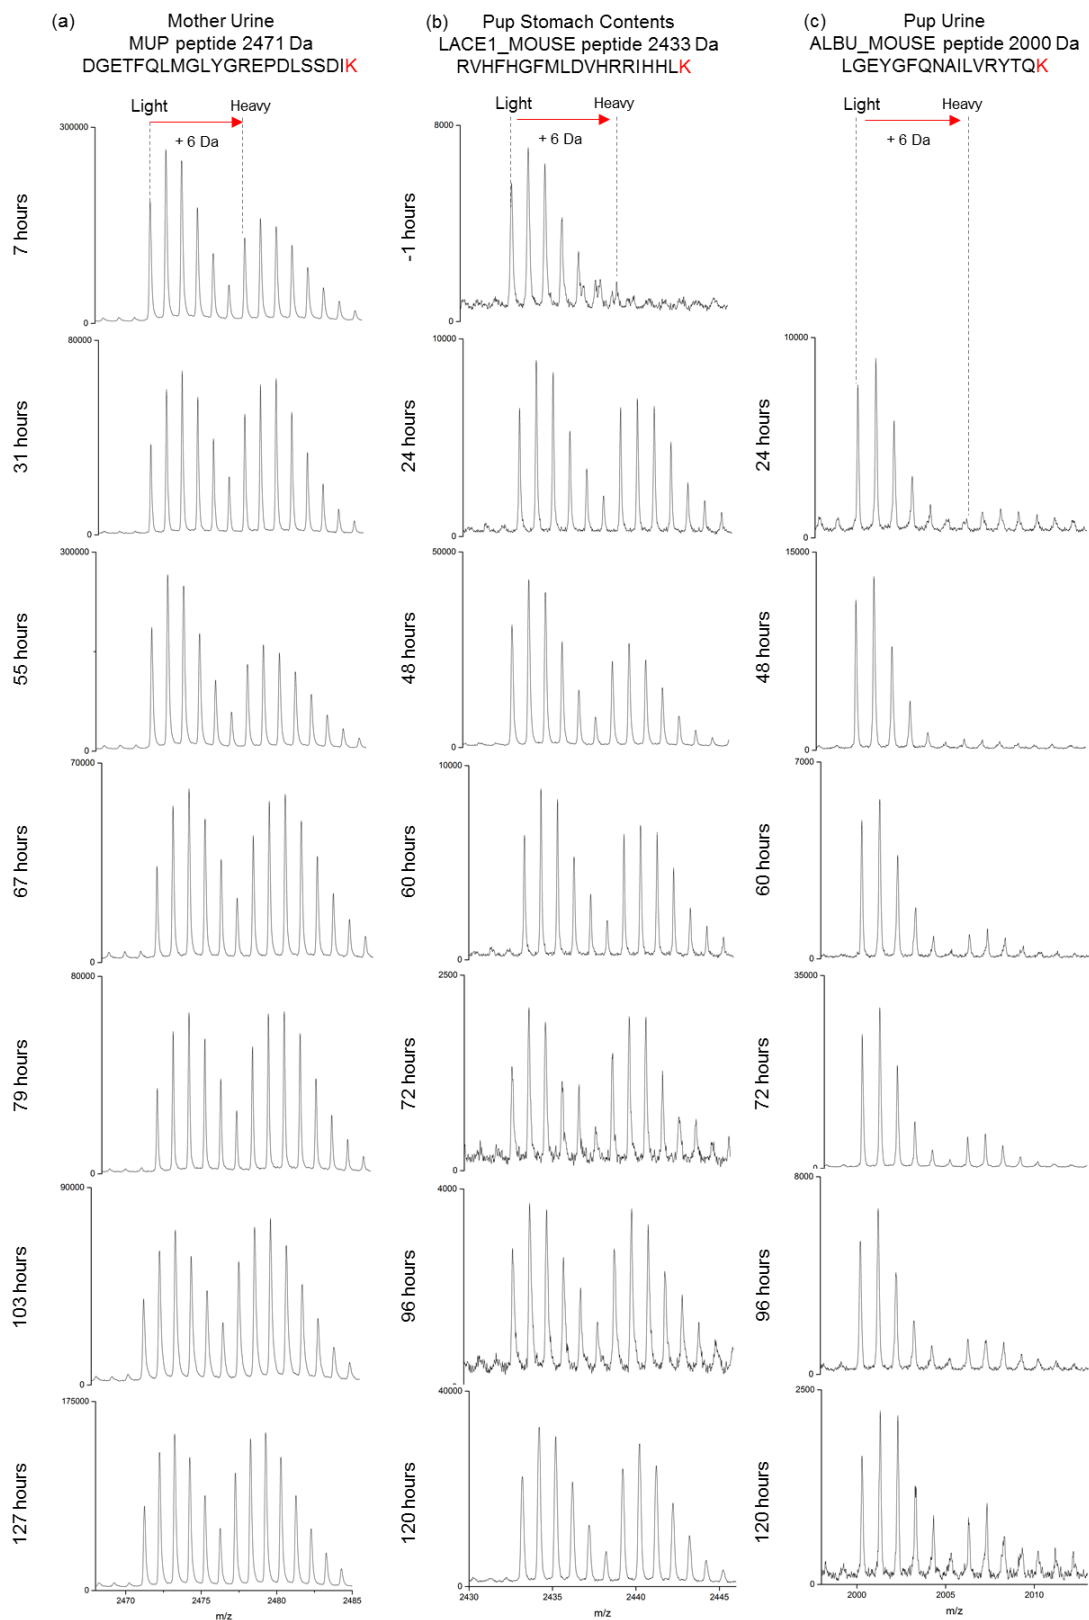 (a) Mother Urine
MUP peptide 2471 Da
DGETFQLMGLYGREPDLSSDIK
(b) Pup Stomach Contents
LACE1_MOUSE peptide 2433 Da
RVHFHGFMLDVHRRIHHLK
(c) Pup Urine
ALBU_MOUSE peptide 2000 Da
LGEYGFQNAILVRYTQK
Light Heavy
+ 6 Da
300000
0
7 hours
80000
0
31 hours
300000
0
55 hours
70000
0
67 hours
80000
0
79 hours
90000
0
103 hours
175000
0
127 hours
2470 2475 2480 2485
m/z
Light Heavy
+ 6 Da
8000
0
-1 hours
10000
0
24 hours
50000
0
48 hours
10000
0
60 hours
2500
0
72 hours
4000
0
96 hours
40000
0
120 hours
2430 2435 2440 2445
m/z
Light Heavy
+ 6 Da
10000
0
24 hours
15000
0
48 hours
7000
0
60 hours
35000
0
72 hours
8000
0
96 hours
2500
0
120 hours
2000 2005 2010
m/z